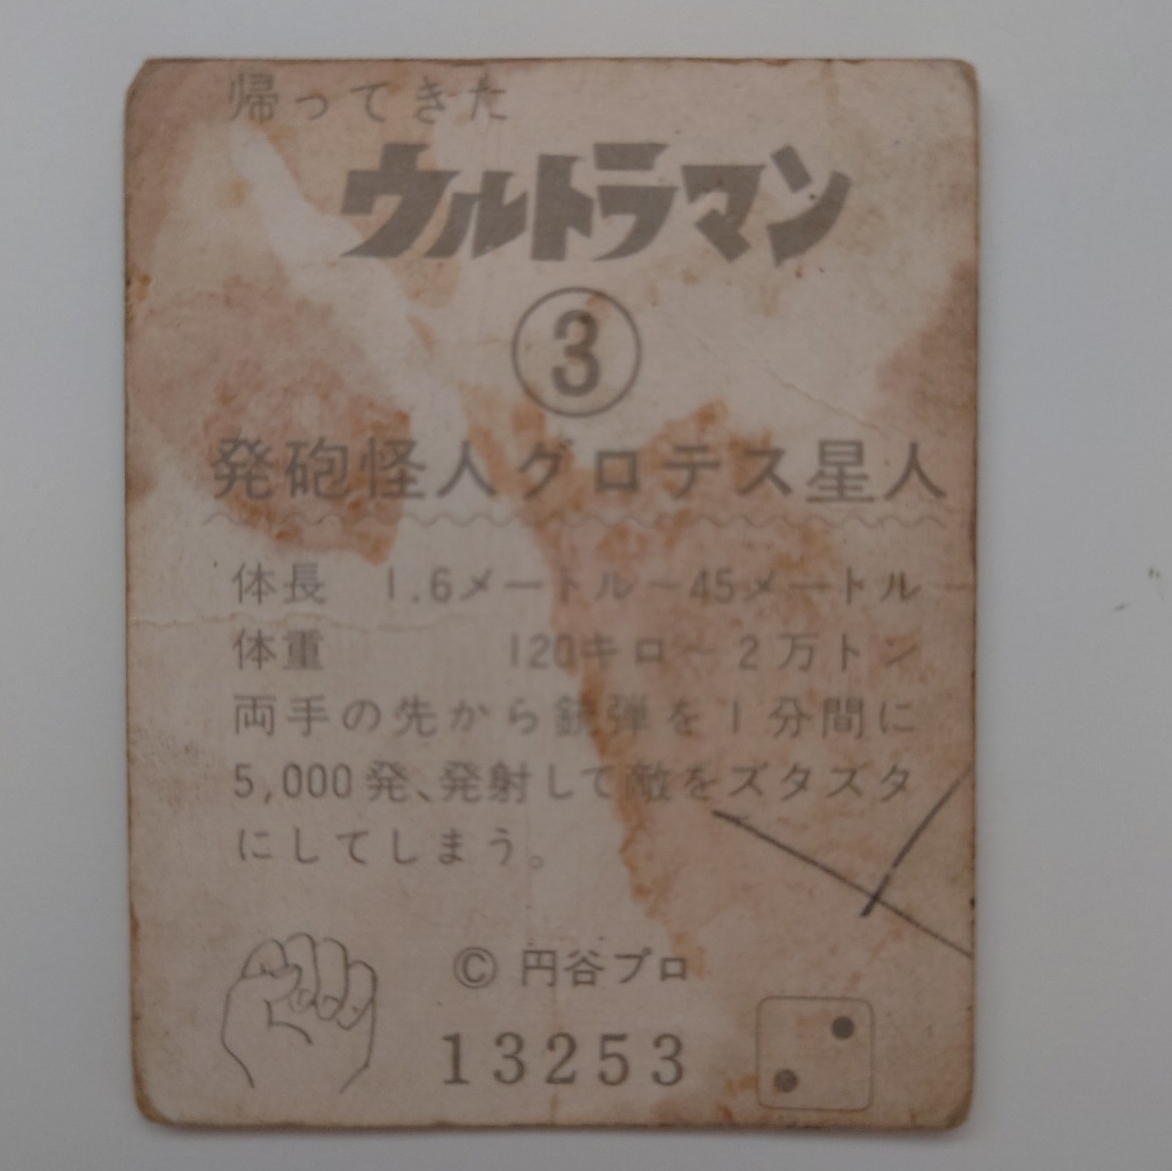 帰ってきた
ウルトラマン
3
発砲怪人グロテス星人
体長 1.6メートル〜45メートル
体重 120キロ〜2万トン
両手の先から銃弾を1分間に
5,000発、発射して敵をズタズタ
にしてしまう。
© 円谷プロ
13253